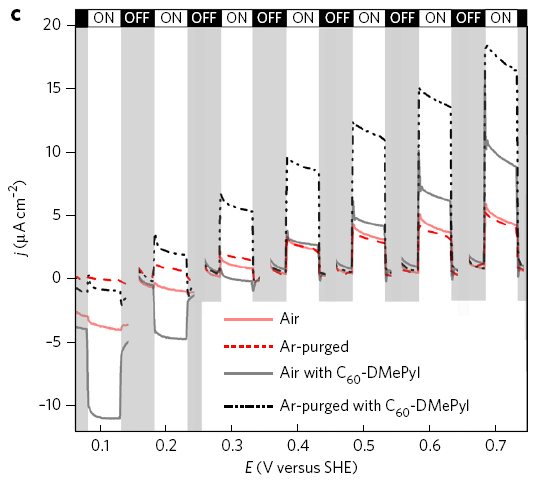 c
ON OFF ON OFF ON OFF ON OFF ON OFF ON OFF ON
20
15
10
5
0
−5
−10
j (μA cm−2)
Air
Ar-purged
Air with C60-DMePyI
Ar-purged with C60-DMePyI
0.1 0.2 0.3 0.4 0.5 0.6 0.7
E (V versus SHE)